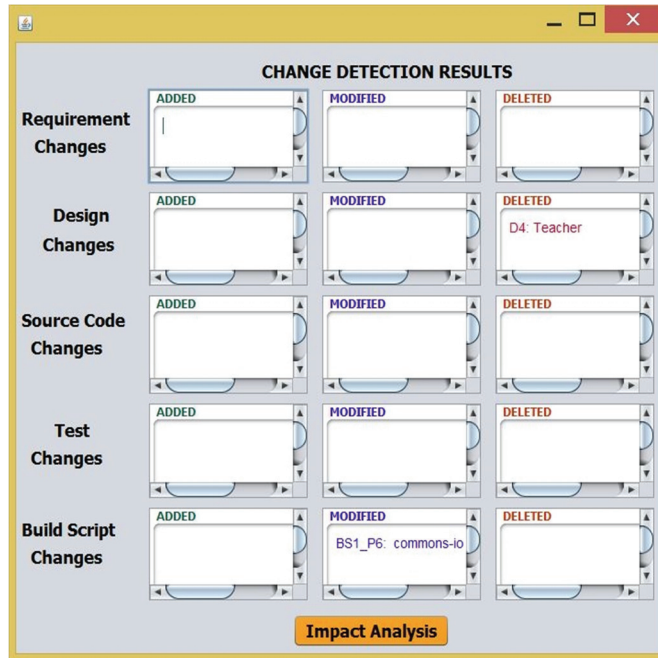 CHANGE DETECTION RESULTS
Requirement
Changes
ADDED
MODIFIED
DELETED
Design
Changes
ADDED
MODIFIED
DELETED
D4: Teacher
Source Code
Changes
ADDED
MODIFIED
DELETED
Test
Changes
ADDED
MODIFIED
DELETED
Build Script
Changes
ADDED
MODIFIED
BS1_P6: commons-io
DELETED
Impact Analysis